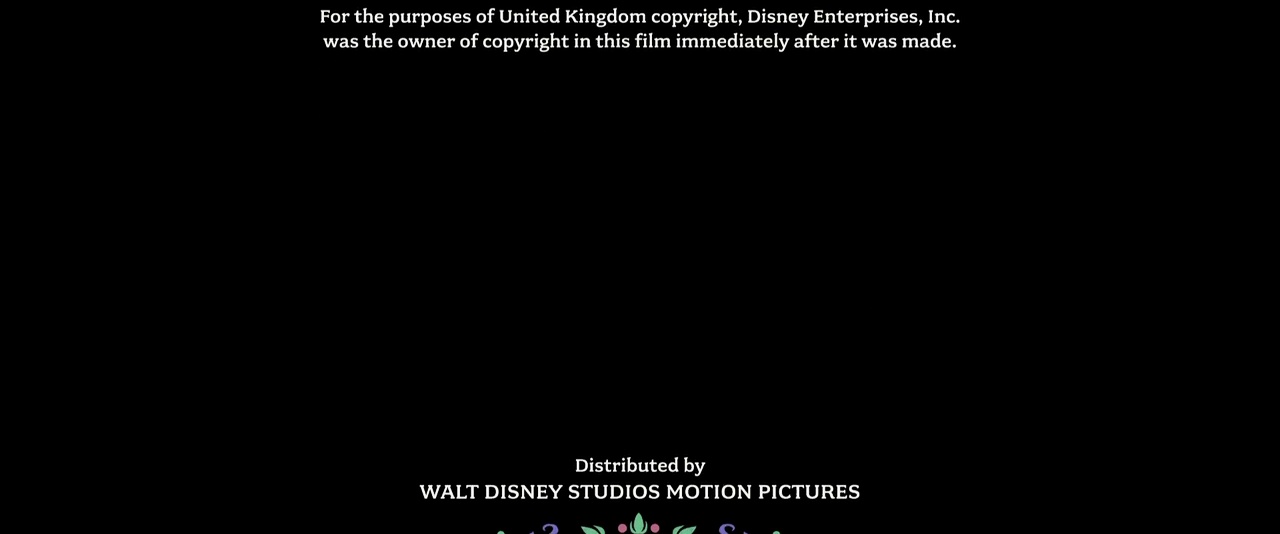 For the purposes of United Kingdom copyright, Disney Enterprises, Inc.
was the owner of copyright in this film immediately after it was made.
Distributed by
WALT DISNEY STUDIOS MOTION PICTURES